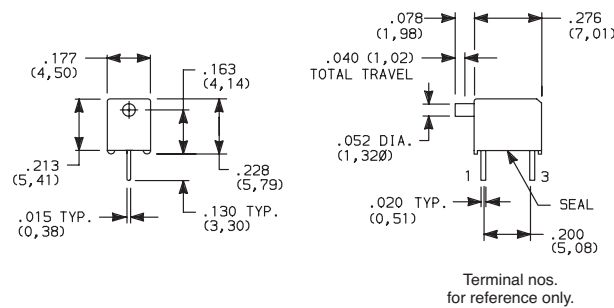 .177
(4,50)
.163
(4,14)
.213
(5,41)
.228
(5,79)
.015 TYP.
(0,38)
.130 TYP.
(3,30)
.078
(1,98)
.276
(7,01)
.040 (1,02)
TOTAL TRAVEL
.052 DIA.
(1,32Ø)
1
3
.020 TYP.
(0,51)
SEAL
.200
(5,08)
Terminal nos.
for reference only.